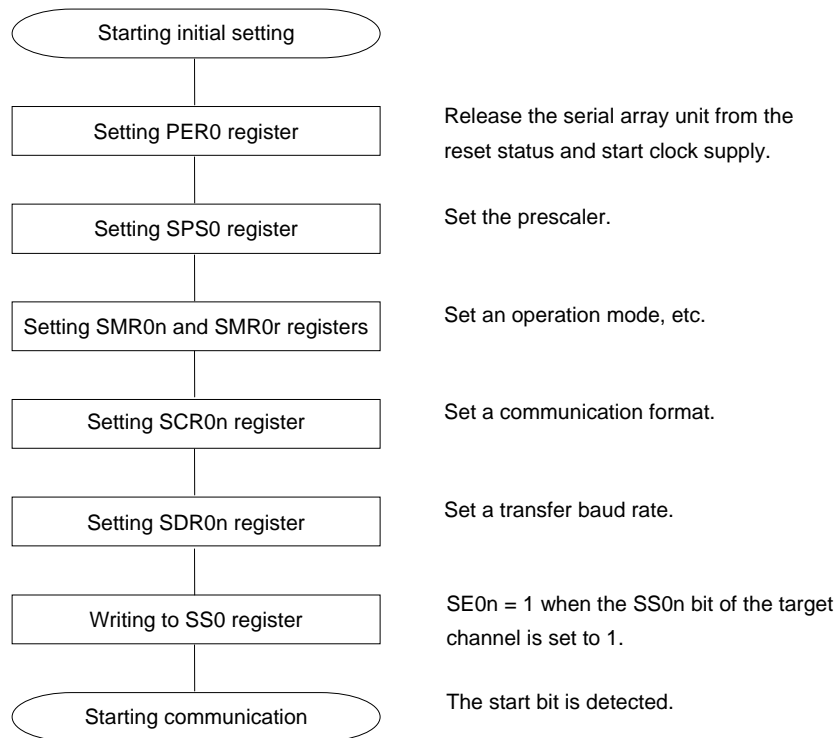 Starting initial setting
Setting PER0 register
Release the serial array unit from the
reset status and start clock supply.
Setting SPS0 register
Set the prescaler.
Setting SMR0n and SMR0r registers
Set an operation mode, etc.
Setting SCR0n register
Set a communication format.
Setting SDR0n register
Set a transfer baud rate.
Writing to SS0 register
SE0n = 1 when the SS0n bit of the target
channel is set to 1.
Starting communication
The start bit is detected.